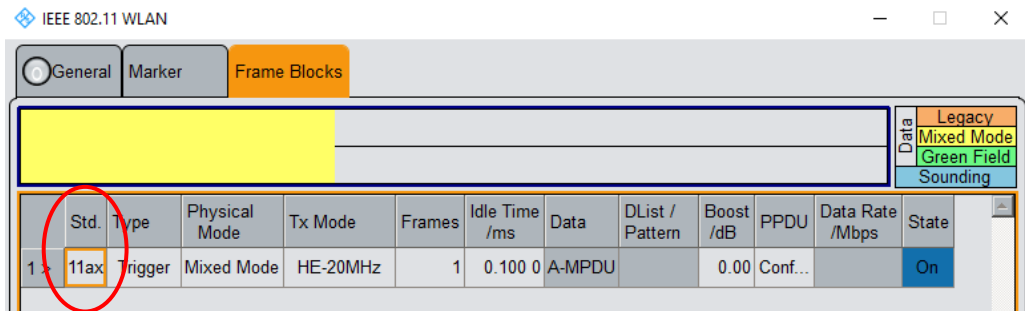 IEEE 802.11 WLAN
General Marker Frame Blocks
Data
Legacy
Mixed Mode
Green Field
Sounding
Std. Type Physical Mode Tx Mode Frames Idle Time /ms Data DList / Pattern Boost /dB PPDU Data Rate /Mbps State
1 > 11ax Trigger Mixed Mode HE-20MHz 1 0.100 0 A-MPDU 0.00 Conf... On